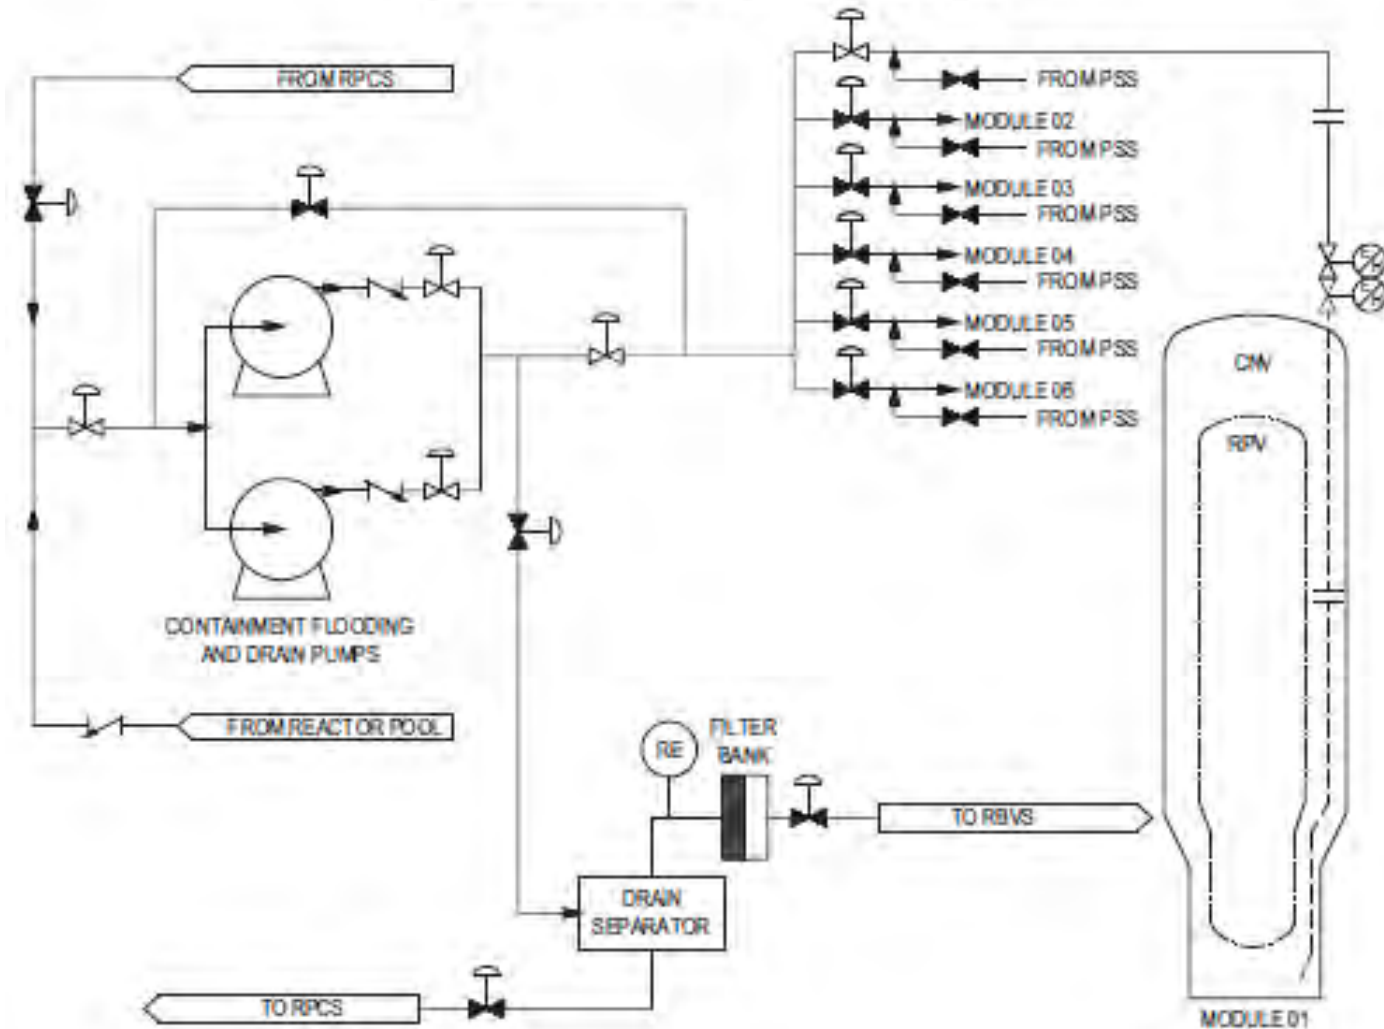 FROM RPCS
FROM PSS
MODULE 02
FROM PSS
MODULE 03
FROM PSS
MODULE 04
FROM PSS
MODULE 05
FROM PSS
MODULE 06
FROM PSS
CNV
RPV
CONTAINMENT FLOODING
AND DRAIN PUMPS
FROM REACTOR POOL
RE
FILTER
BANK
TO RBVS
DRAIN
SEPARATOR
TO RPCS
MODULE 01